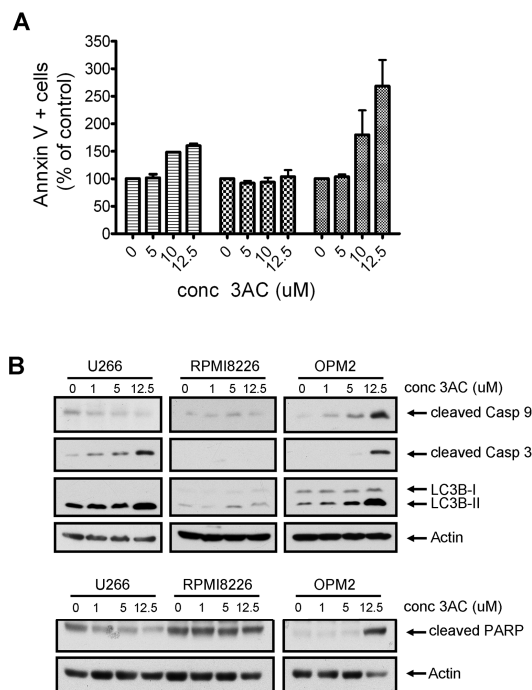 A
Annxin V + cells
(% of control)
350
300
250
200
150
100
50
0
0 5 10 12.5 0 5 10 12.5 0 5 10 12.5
conc 3AC (uM)
B
U266 RPMI8226 OPM2
0 1 5 12.5 0 1 5 12.5 0 1 5 12.5 conc 3AC (uM)
cleaved Casp 9
cleaved Casp 3
LC3B-I
LC3B-II
Actin
U266 RPMI8226 OPM2
0 1 5 12.5 0 1 5 12.5 0 1 5 12.5 conc 3AC (uM)
cleaved PARP
Actin